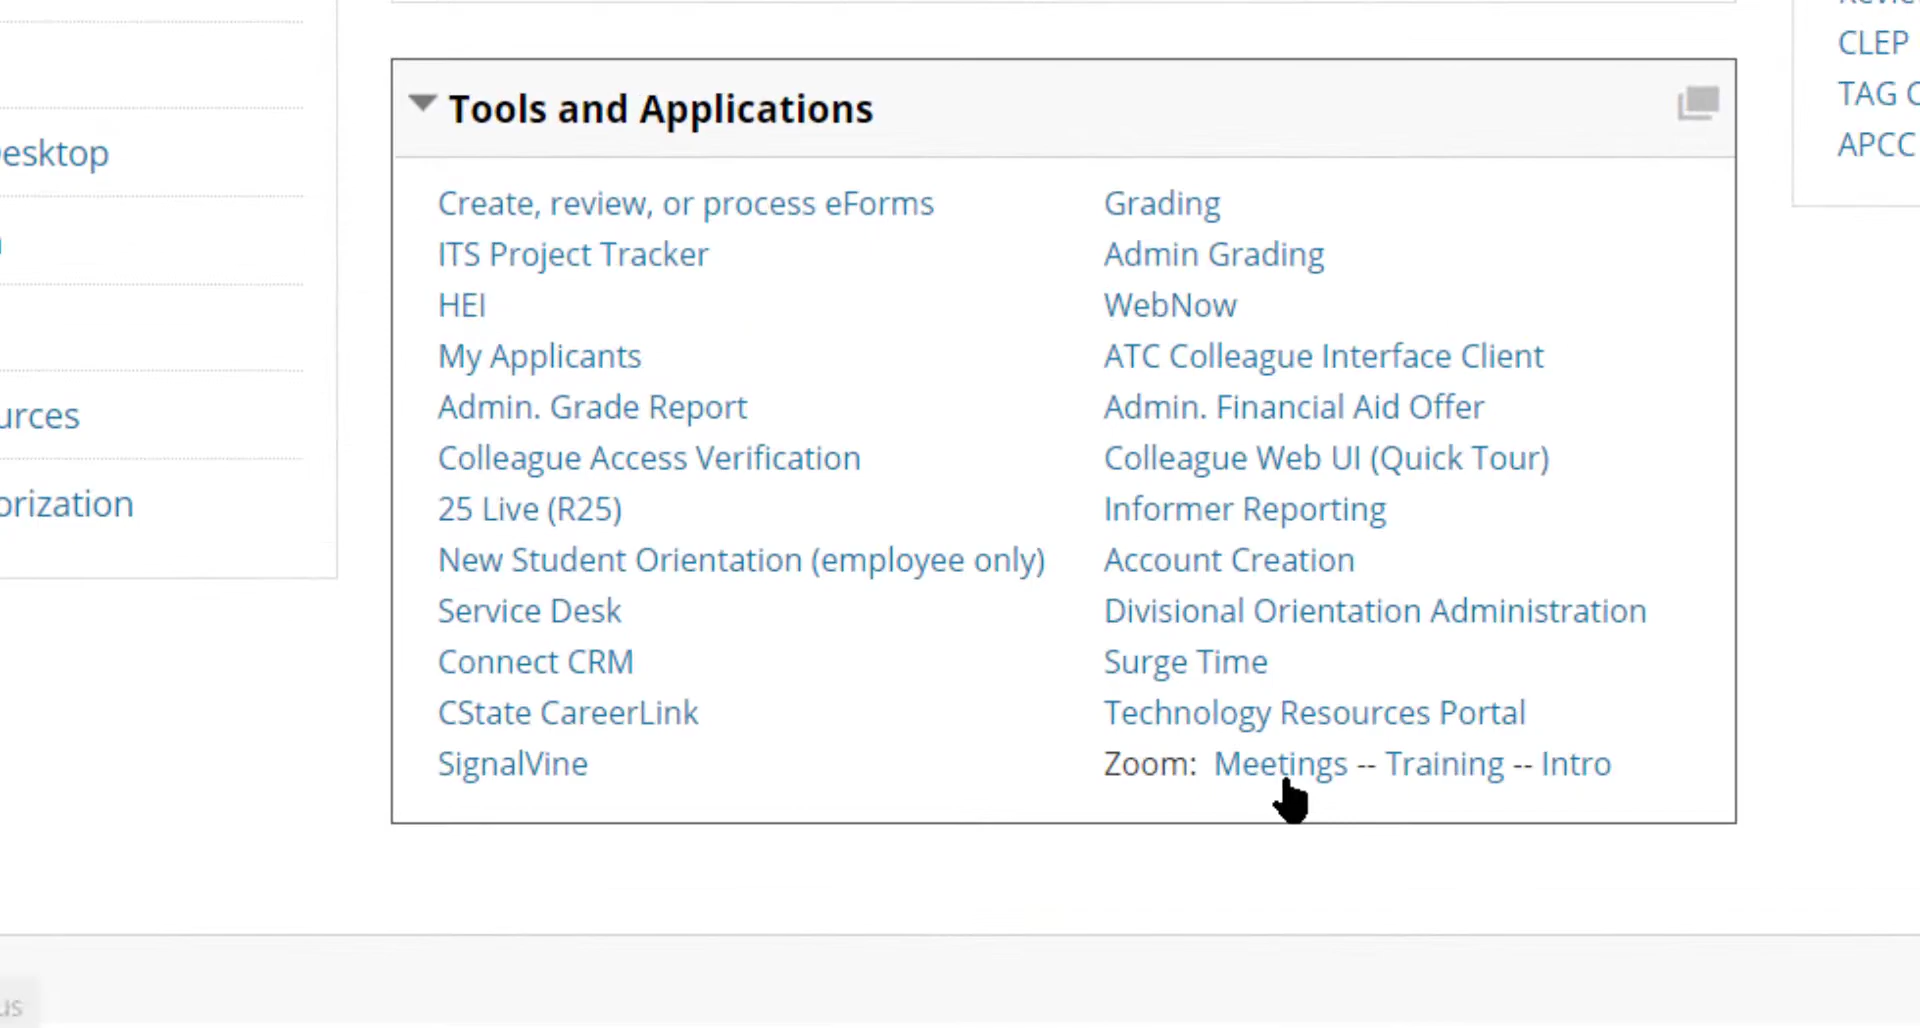 Desktop
urces
orization
Tools and Applications
Create, review, or process eForms
ITS Project Tracker
HEI
My Applicants
Admin. Grade Report
Colleague Access Verification
25 Live (R25)
New Student Orientation (employee only)
Service Desk
Connect CRM
CState CareerLink
SignalVine
Grading
Admin Grading
WebNow
ATC Colleague Interface Client
Admin. Financial Aid Offer
Colleague Web UI (Quick Tour)
Informer Reporting
Account Creation
Divisional Orientation Administration
Surge Time
Technology Resources Portal
Zoom: Meetings -- Training -- Intro
CLEP
TAG
APCC
us